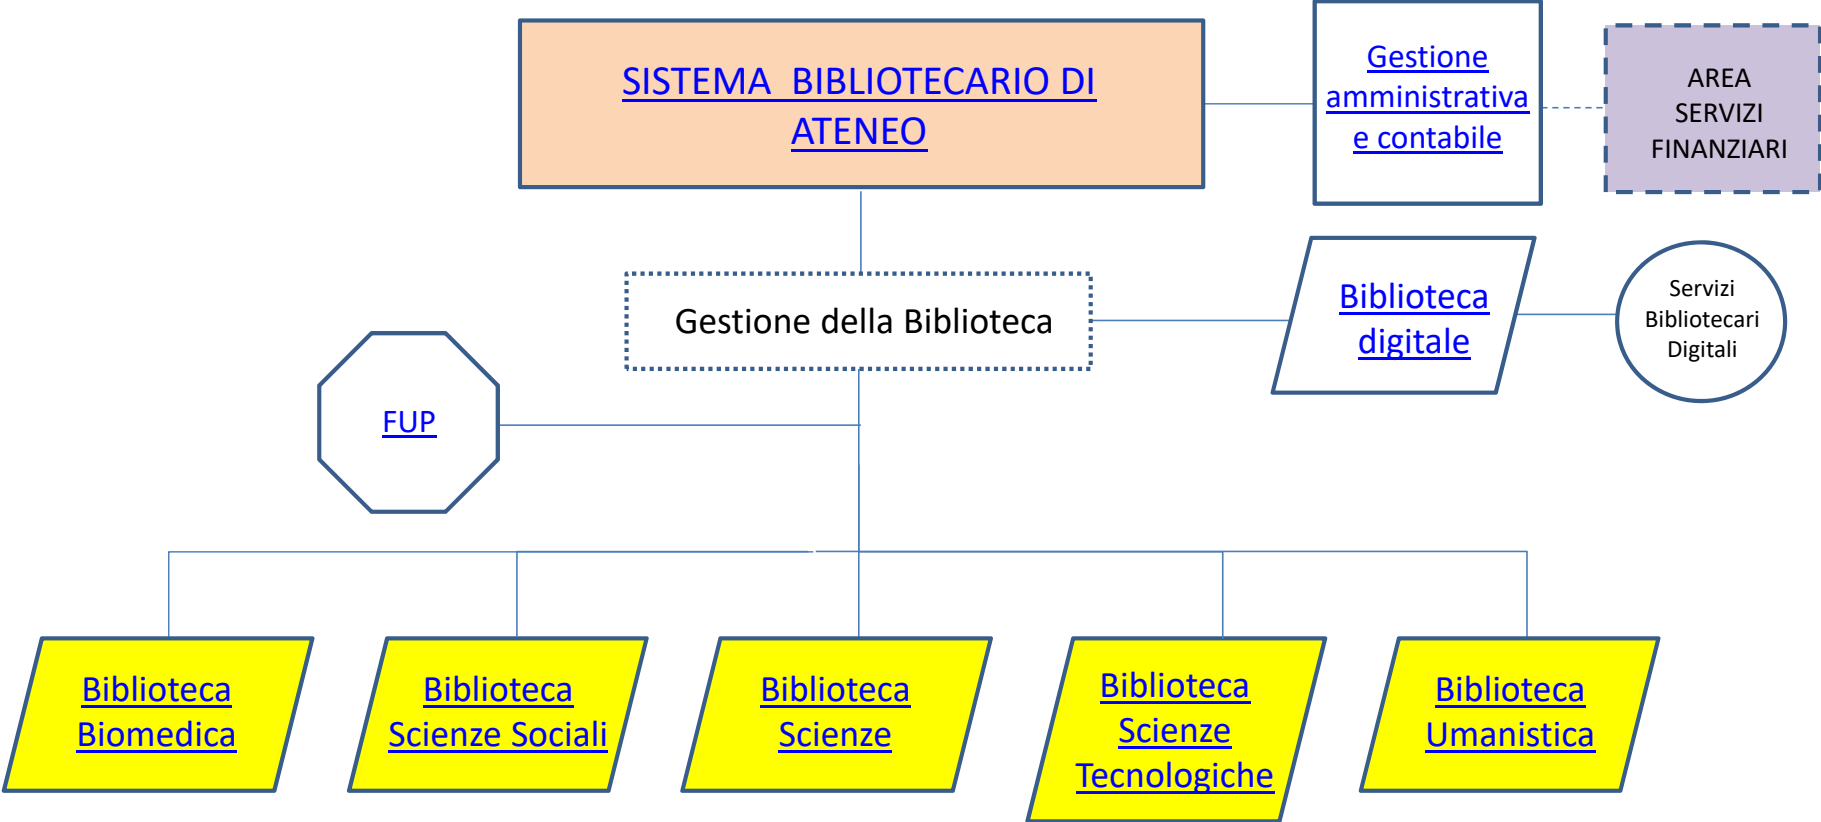 SISTEMA BIBLIOTECARIO DI
ATENEO
Gestione
amministrativa
e contabile
AREA
SERVIZI
FINANZIARI
Gestione della Biblioteca
Biblioteca
digitale
Servizi
Bibliotecari
Digitali
FUP
Biblioteca
Biomedica
Biblioteca
Scienze Sociali
Biblioteca
Scienze
Biblioteca
Scienze
Tecnologiche
Biblioteca
Umanistica